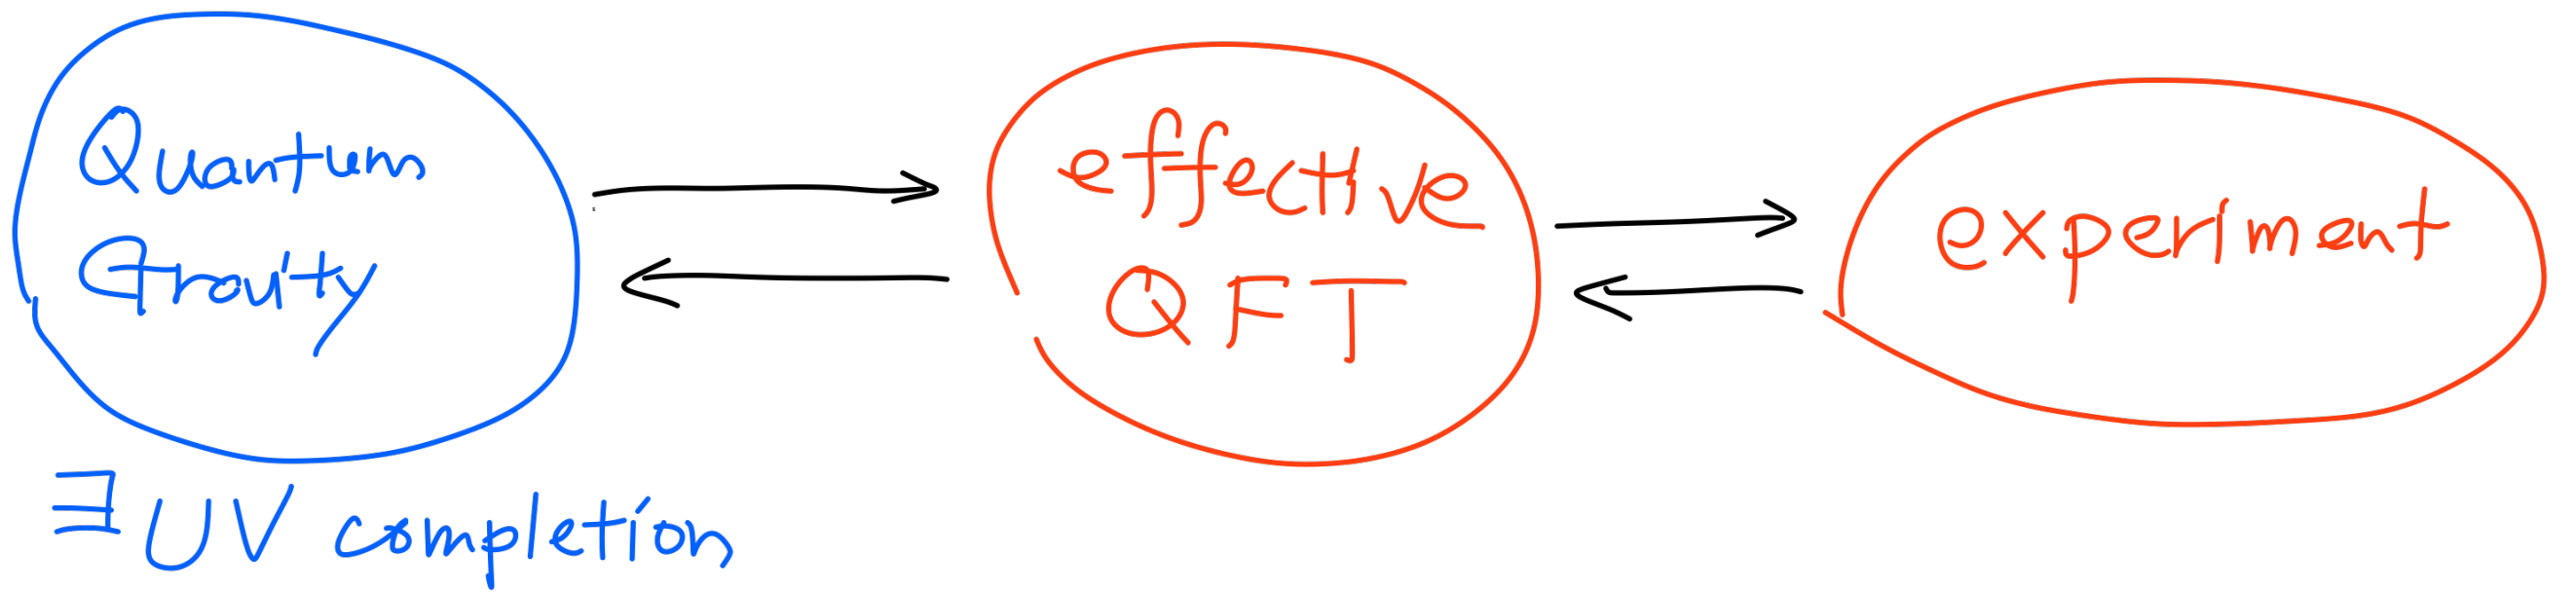 Quantum
Gravity
effective
QFT
experiment
∃ UV completion